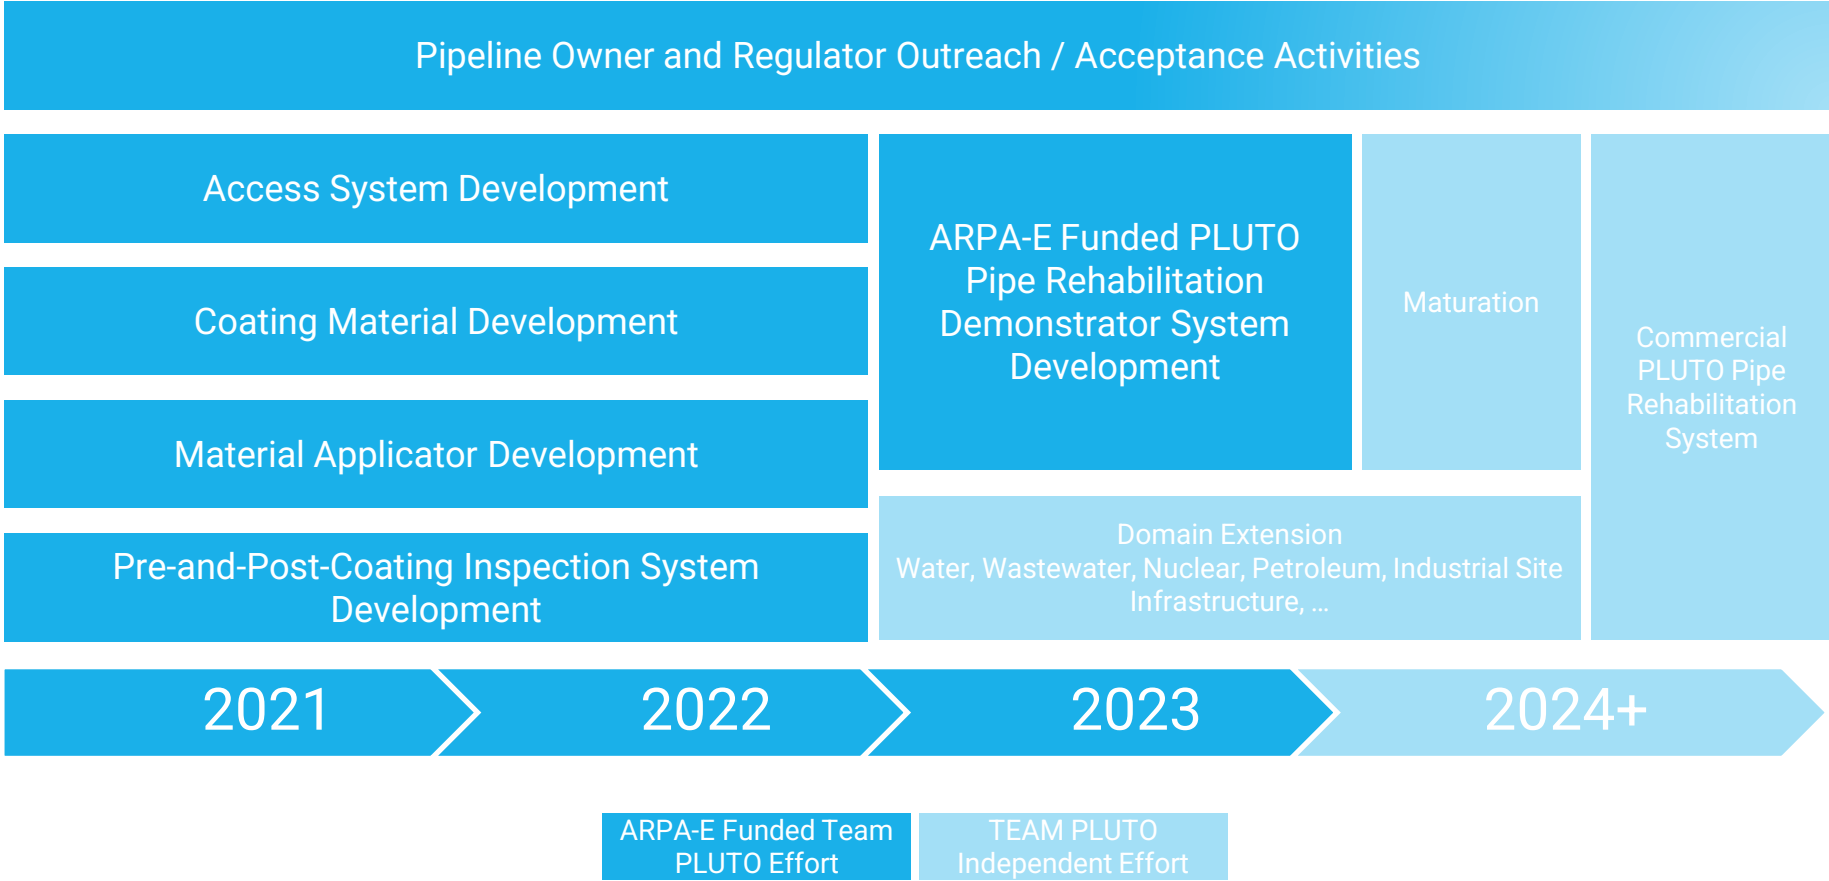 Pipeline Owner and Regulator Outreach / Acceptance Activities
Access System Development
Coating Material Development
Material Applicator Development
Pre-and-Post-Coating Inspection System
Development
ARPA-E Funded PLUTO
Pipe Rehabilitation
Demonstrator System
Development
Maturation
Commercial
PLUTO Pipe
Rehabilitation
System
Domain Extension
Water, Wastewater, Nuclear, Petroleum, Industrial Site
Infrastructure, ...
2021
2022
2023
2024+
ARPA-E Funded Team
PLUTO Effort
TEAM PLUTO
Independent Effort